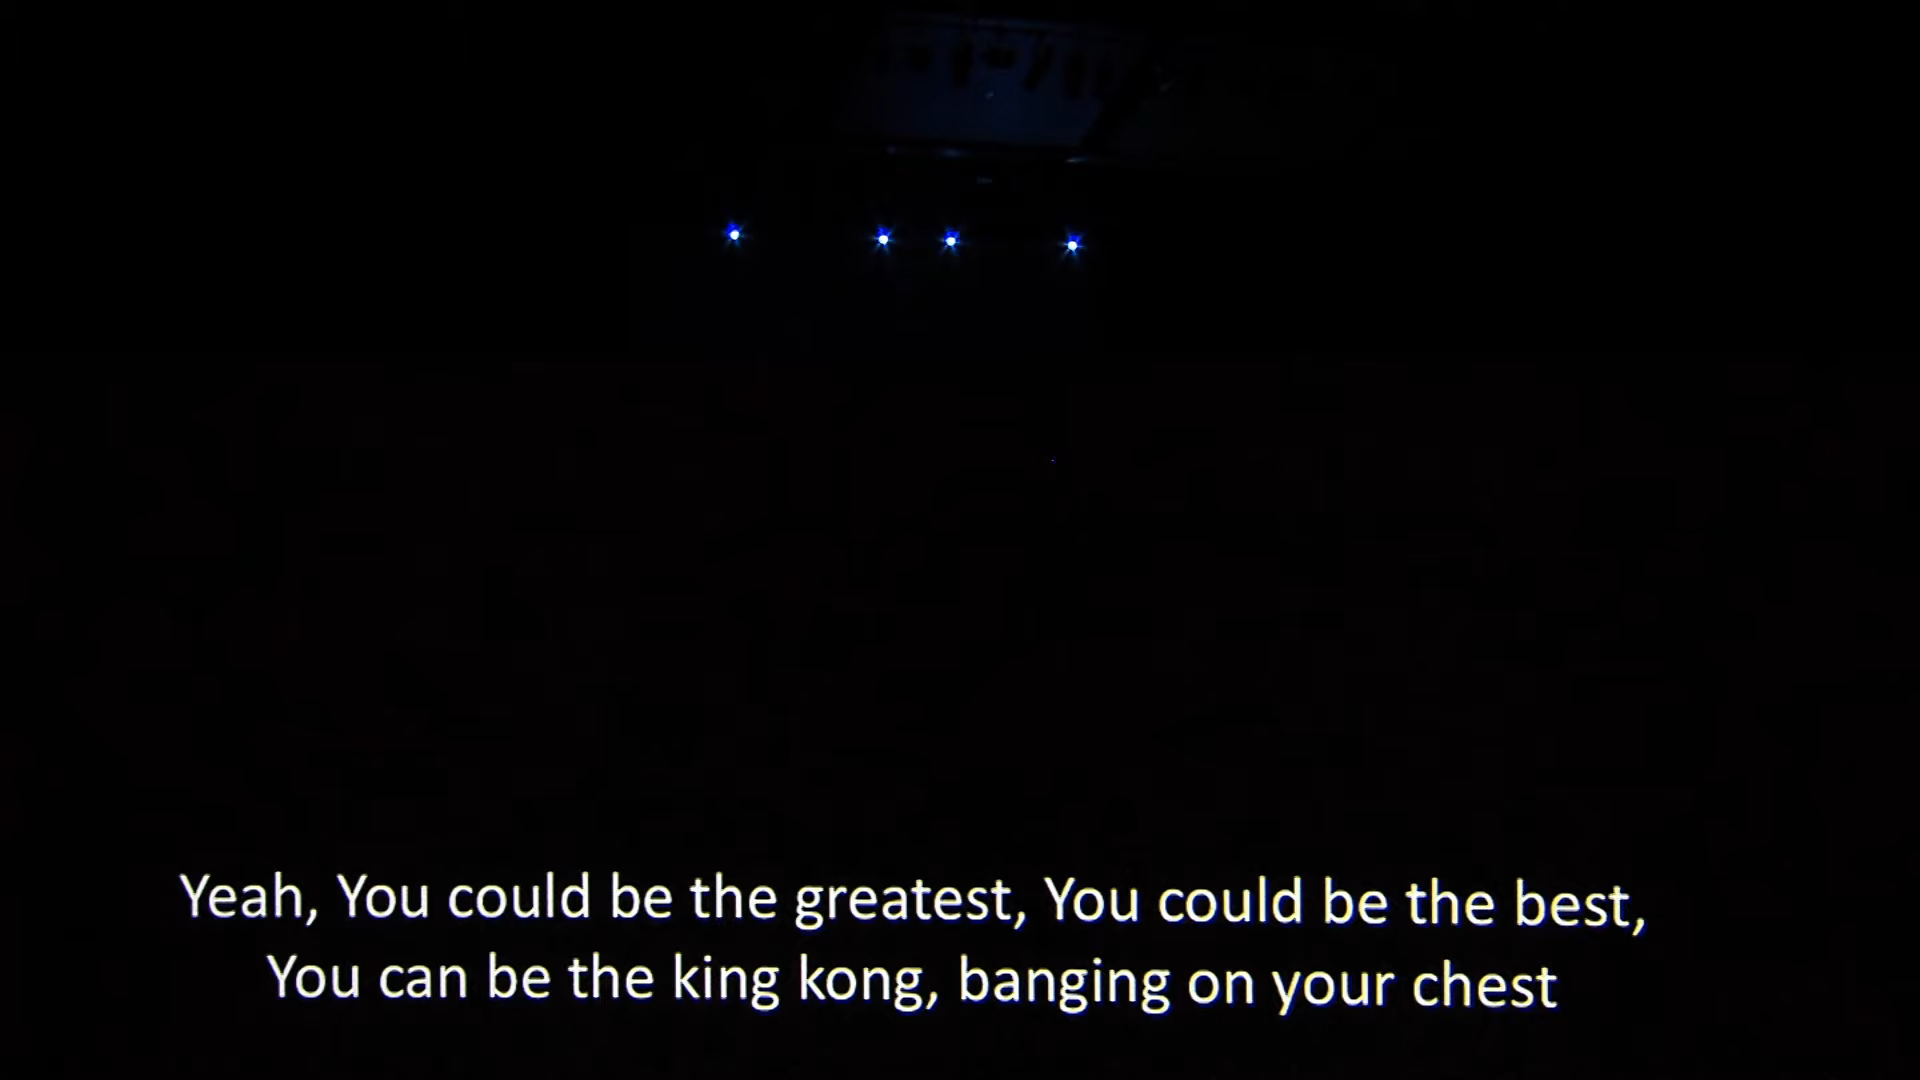 Yeah, You could be the greatest, You could be the best,
You can be the king kong, banging on your chest